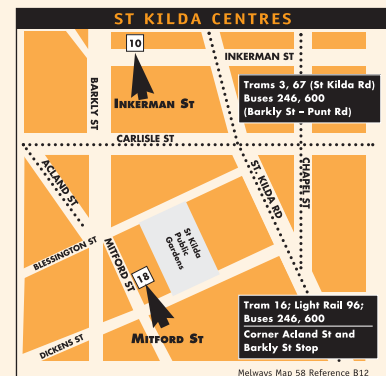 ST KILDA CENTRES
10
INKERMAN ST
BARKLY ST
INKERMAN ST
Trams 3, 67 (St Kilda Rd)
Buses 246, 600
(Barkly St – Punt Rd)
CARLISLE ST
ACLAND ST
ST. KILDA RD
CHAPEL ST
St Kilda
Public
Gardens
BLESSINGTON ST
MITFORD ST
18
MITFORD ST
DICKENS ST
Tram 16; Light Rail 96;
Buses 246, 600
Corner Acland St and
Barkly St Stop
Melways Map 58 Reference B12